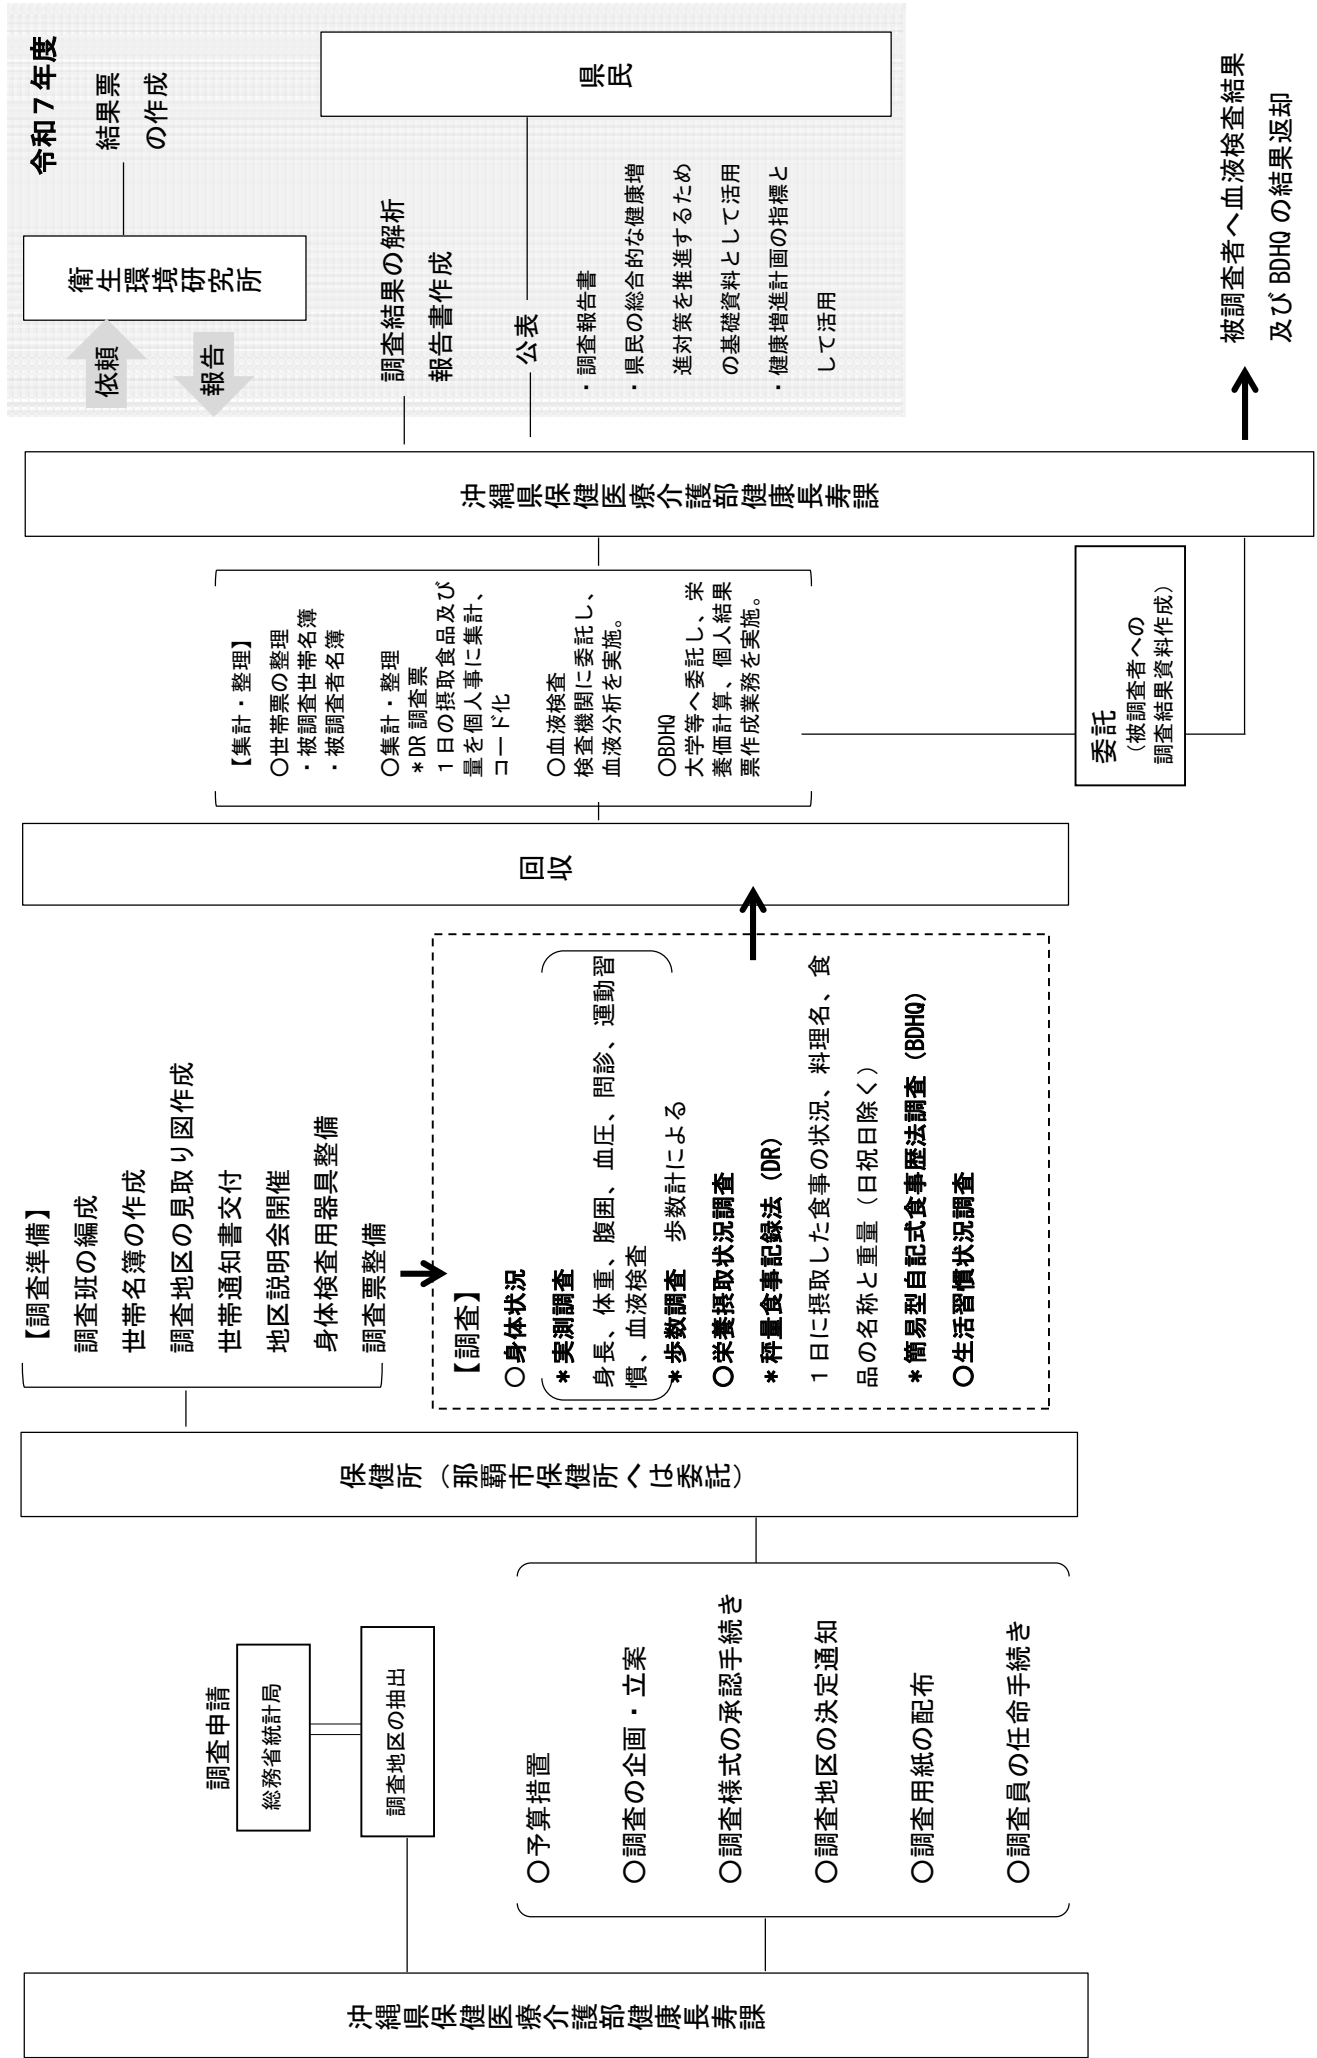 沖縄県保健医療介護部健康長寿課
調査申請
総務省統計局
調査地区の抽出
〇予算措置
〇調査の企画・立案
〇調査様式の承認手続き
〇調査地区の決定通知
〇調査用紙の配布
〇調査員の任命手続き
保健所（那覇市保健所へは委託）
【調査準備】
調査班の編成
世帯名簿の作成
調査地区の見取り図作成
世帯通知書交付
地区説明会開催
身体検査用器具整備
調査票整備
【調査】
〇身体状況
＊実測調査
身長、体重、腹囲、血圧、問診、運動習
慣、血液検査
＊歩数調査　歩数計による
〇栄養摂取状況調査
＊秤量食事記録法（DR）
１日に摂取した食事の状況、料理名、食
品の名称と重量（日祝日除く）
＊簡易型自記式食事歴法調査（BDHQ）
〇生活習慣状況調査
回収
【集計・整理】
〇世帯票の整理
・被調査世帯名簿
・被調査者名簿
〇集計・整理
＊DR 調査票
１日の摂取食品及び
量を個人事に集計、
コード化
〇血液検査
検査機関に委託し、
血液分析を実施。
〇BDHQ
大学等へ委託し、栄
養価計算、個人結果
票作成業務を実施。
委託
（被調査者への
調査結果資料作成）
沖縄県保健医療介護部健康長寿課
令和７年度
依頼
報告
衛生環境研究所
結果票
の作成
調査結果の解析
報告書作成
公表
県民
・調査報告書
・県民の総合的な健康増
進対策を推進するため
の基礎資料として活用
・健康増進計画の指標と
して活用
被調査者へ血液検査結果
及び BDHQ の結果返却